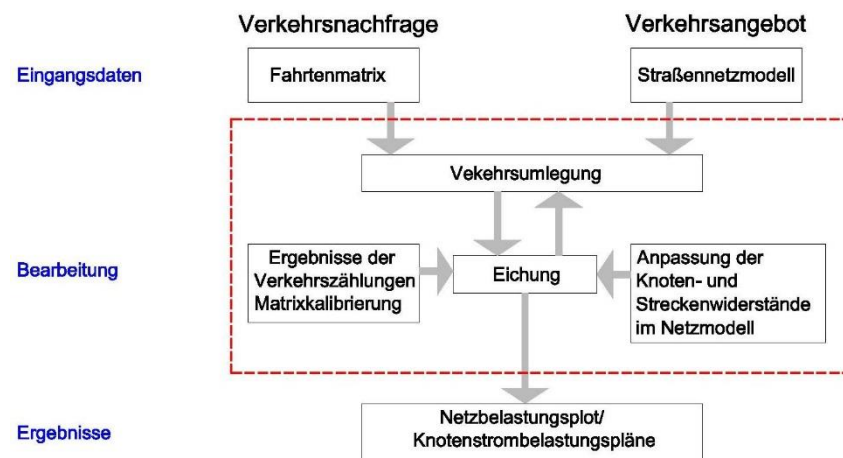 Verkehrsnachfrage
Verkehrsangebot
Eingangsdaten
Fahrtenmatrix
Straßennetzmodell
Vekehrsumlegung
Bearbeitung
Ergebnisse der
Verkehrszählungen
Matrixkalibrierung
Eichung
Anpassung der
Knoten- und
Streckenwiderstände
im Netzmodell
Ergebnisse
Netzbelastungsplot/
Knotenstrombelastungspläne